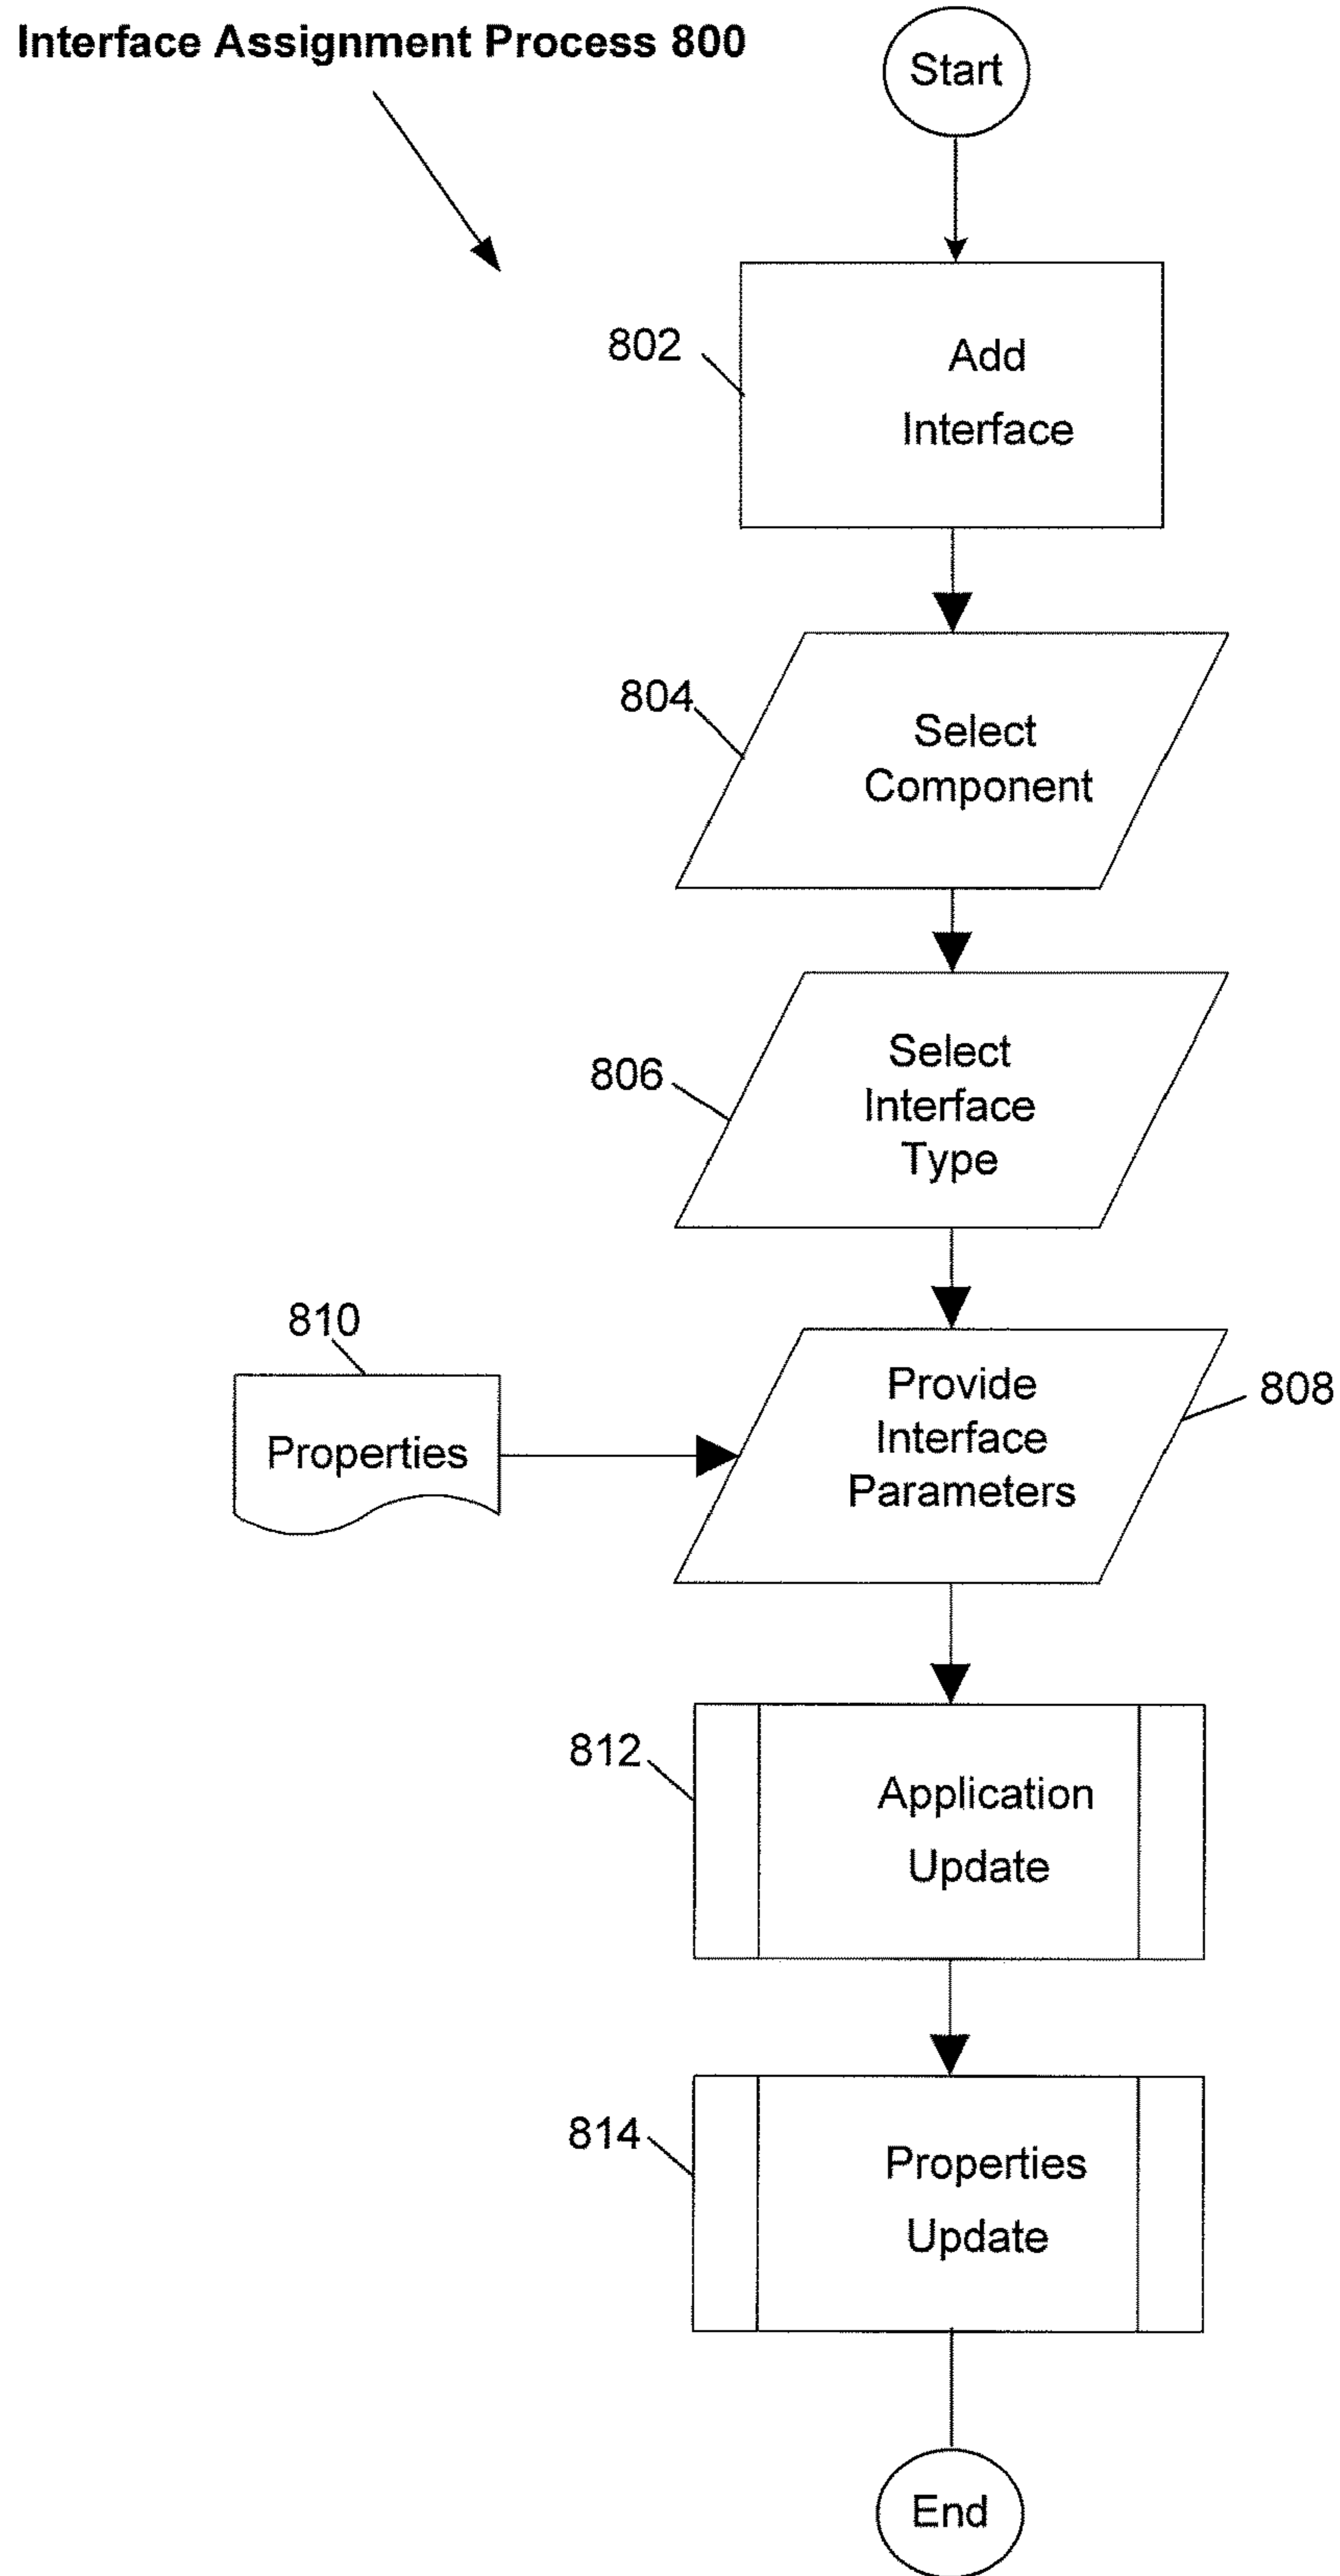 Interface Assignment Process 800
Start
802
Add
Interface
804
Select
Component
806
Select
Interface
Type
810
Properties
Provide
Interface
Parameters
808
812
Application
Update
814
Properties
Update
End